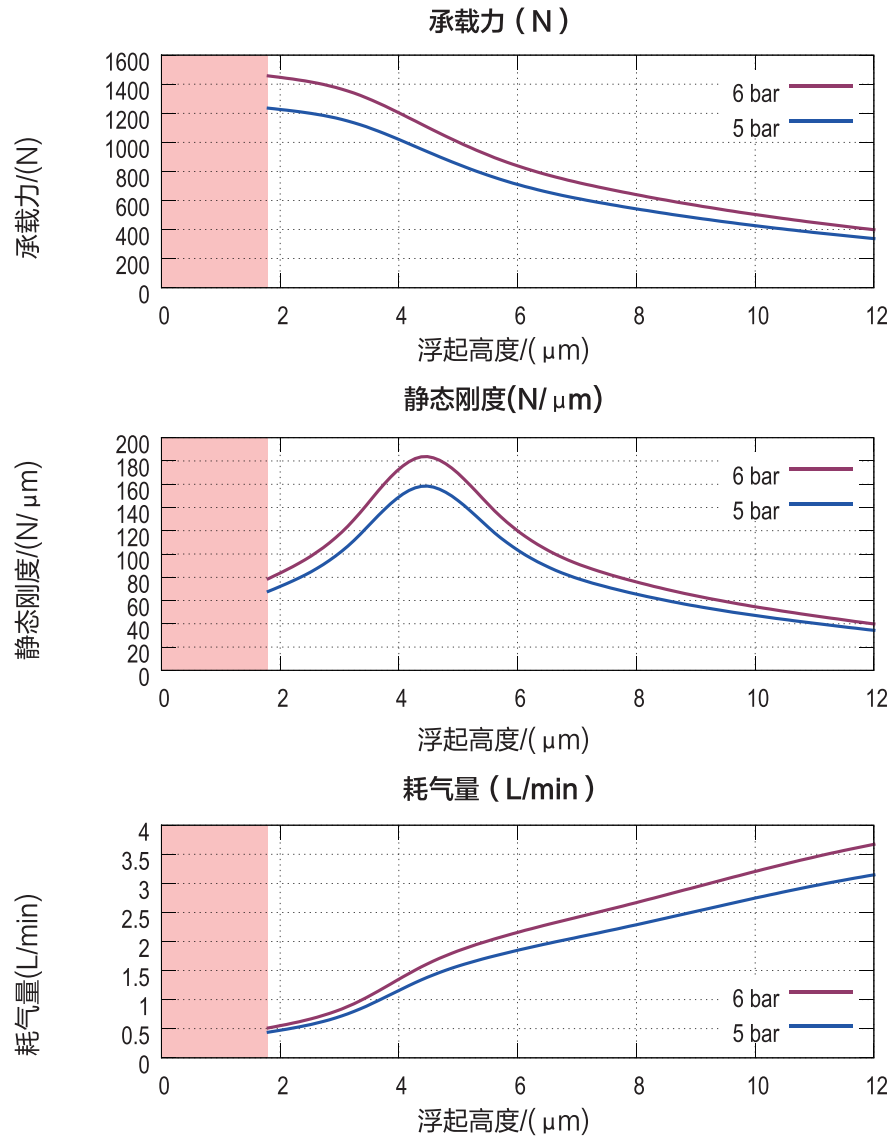 承载力（N）
1600
1400
1200
1000
800
600
400
200
0
承载力/(N)
6 bar
5 bar
0 2 4 6 8 10 12
浮起高度/( μm)
静态刚度(N/ μm)
200
180
160
140
120
100
80
60
40
20
0
静态刚度/(N/ μm)
6 bar
5 bar
0 2 4 6 8 10 12
浮起高度/( μm)
耗气量（L/min）
4
3.5
3
2.5
2
1.5
1
0.5
0
耗气量(L/min)
6 bar
5 bar
0 2 4 6 8 10 12
浮起高度/( μm)